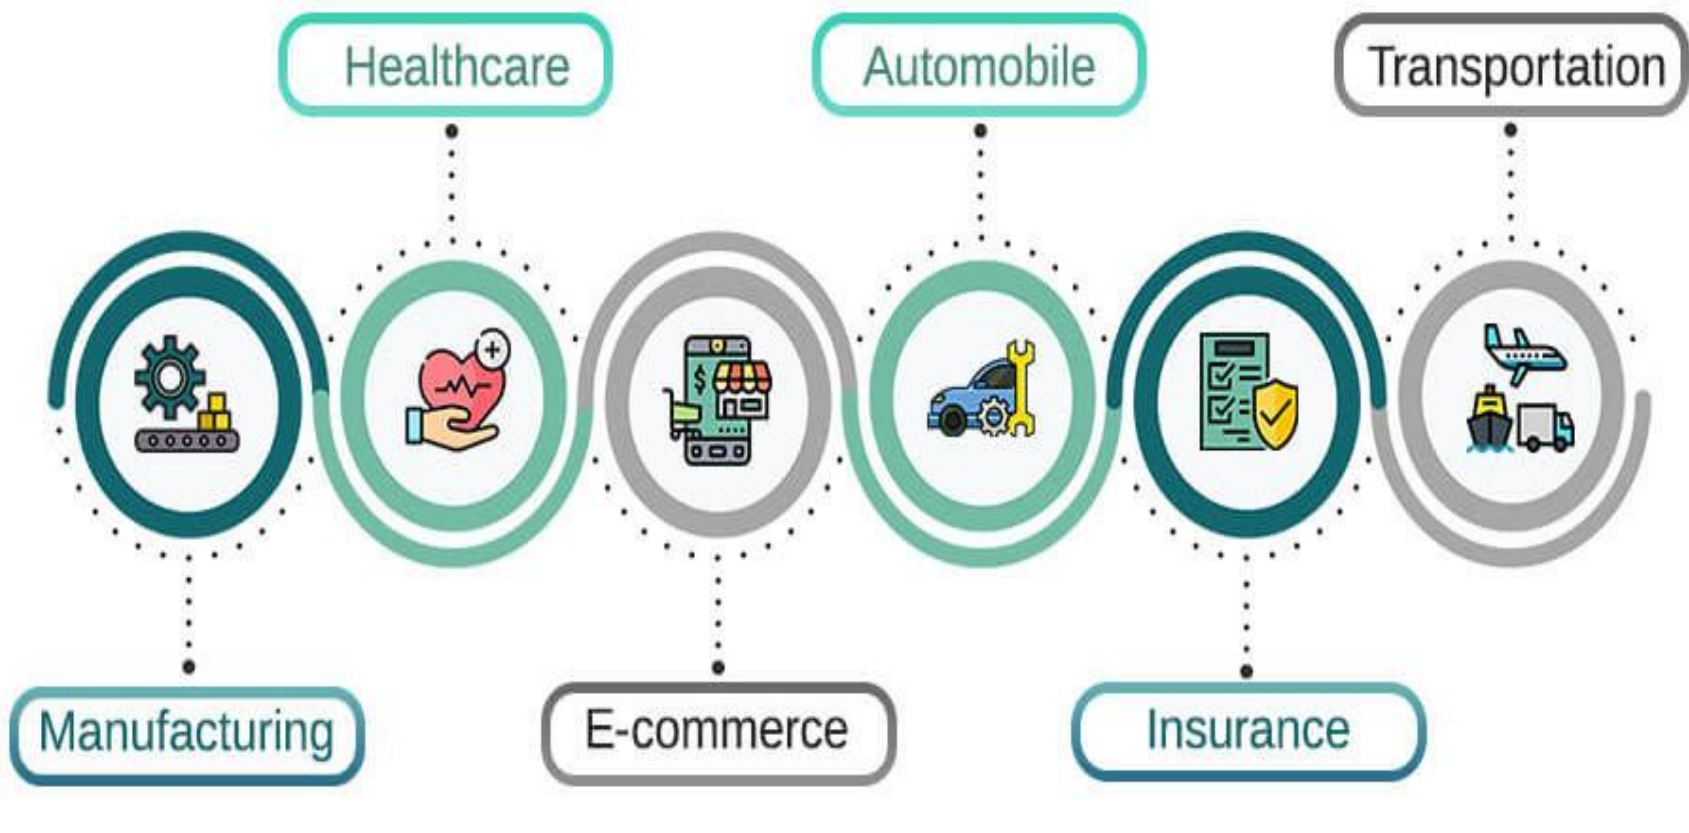 Healthcare
Automobile
Transportation
$
Manufacturing
E-commerce
Insurance